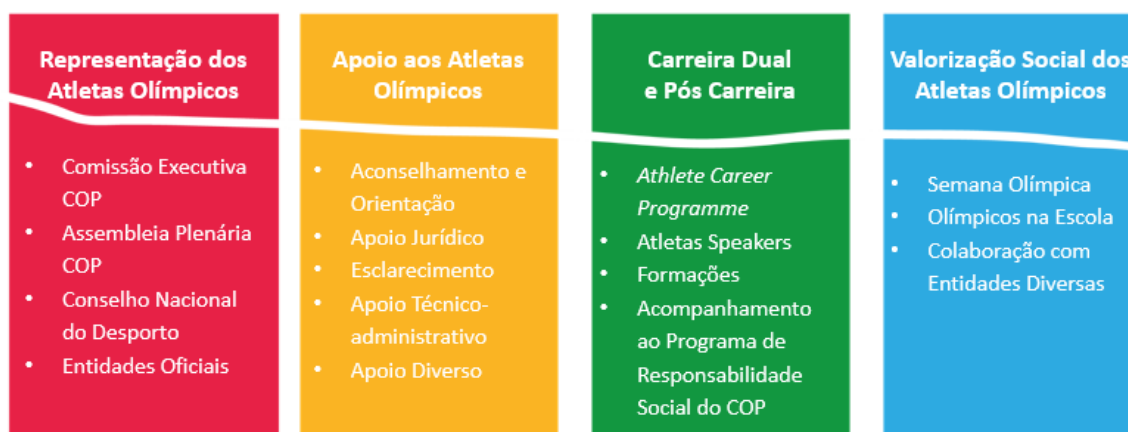 Representação dos
Atletas Olímpicos
• Comissão Executiva
COP
• Assembleia Plenária
COP
• Conselho Nacional
do Desporto
• Entidades Oficiais
Apoio aos Atletas
Olímpicos
• Aconselhamento e
Orientação
• Apoio Jurídico
• Esclarecimento
• Apoio Técnico-
administrativo
• Apoio Diverso
Carreira Dual
e Pós Carreira
• Athlete Career
Programme
• Atletas Speakers
• Formações
• Acompanhamento
ao Programa de
Responsabilidade
Social do COP
Valorização Social dos
Atletas Olímpicos
• Semana Olímpica
• Olímpicos na Escola
• Colaboração com
Entidades Diversas